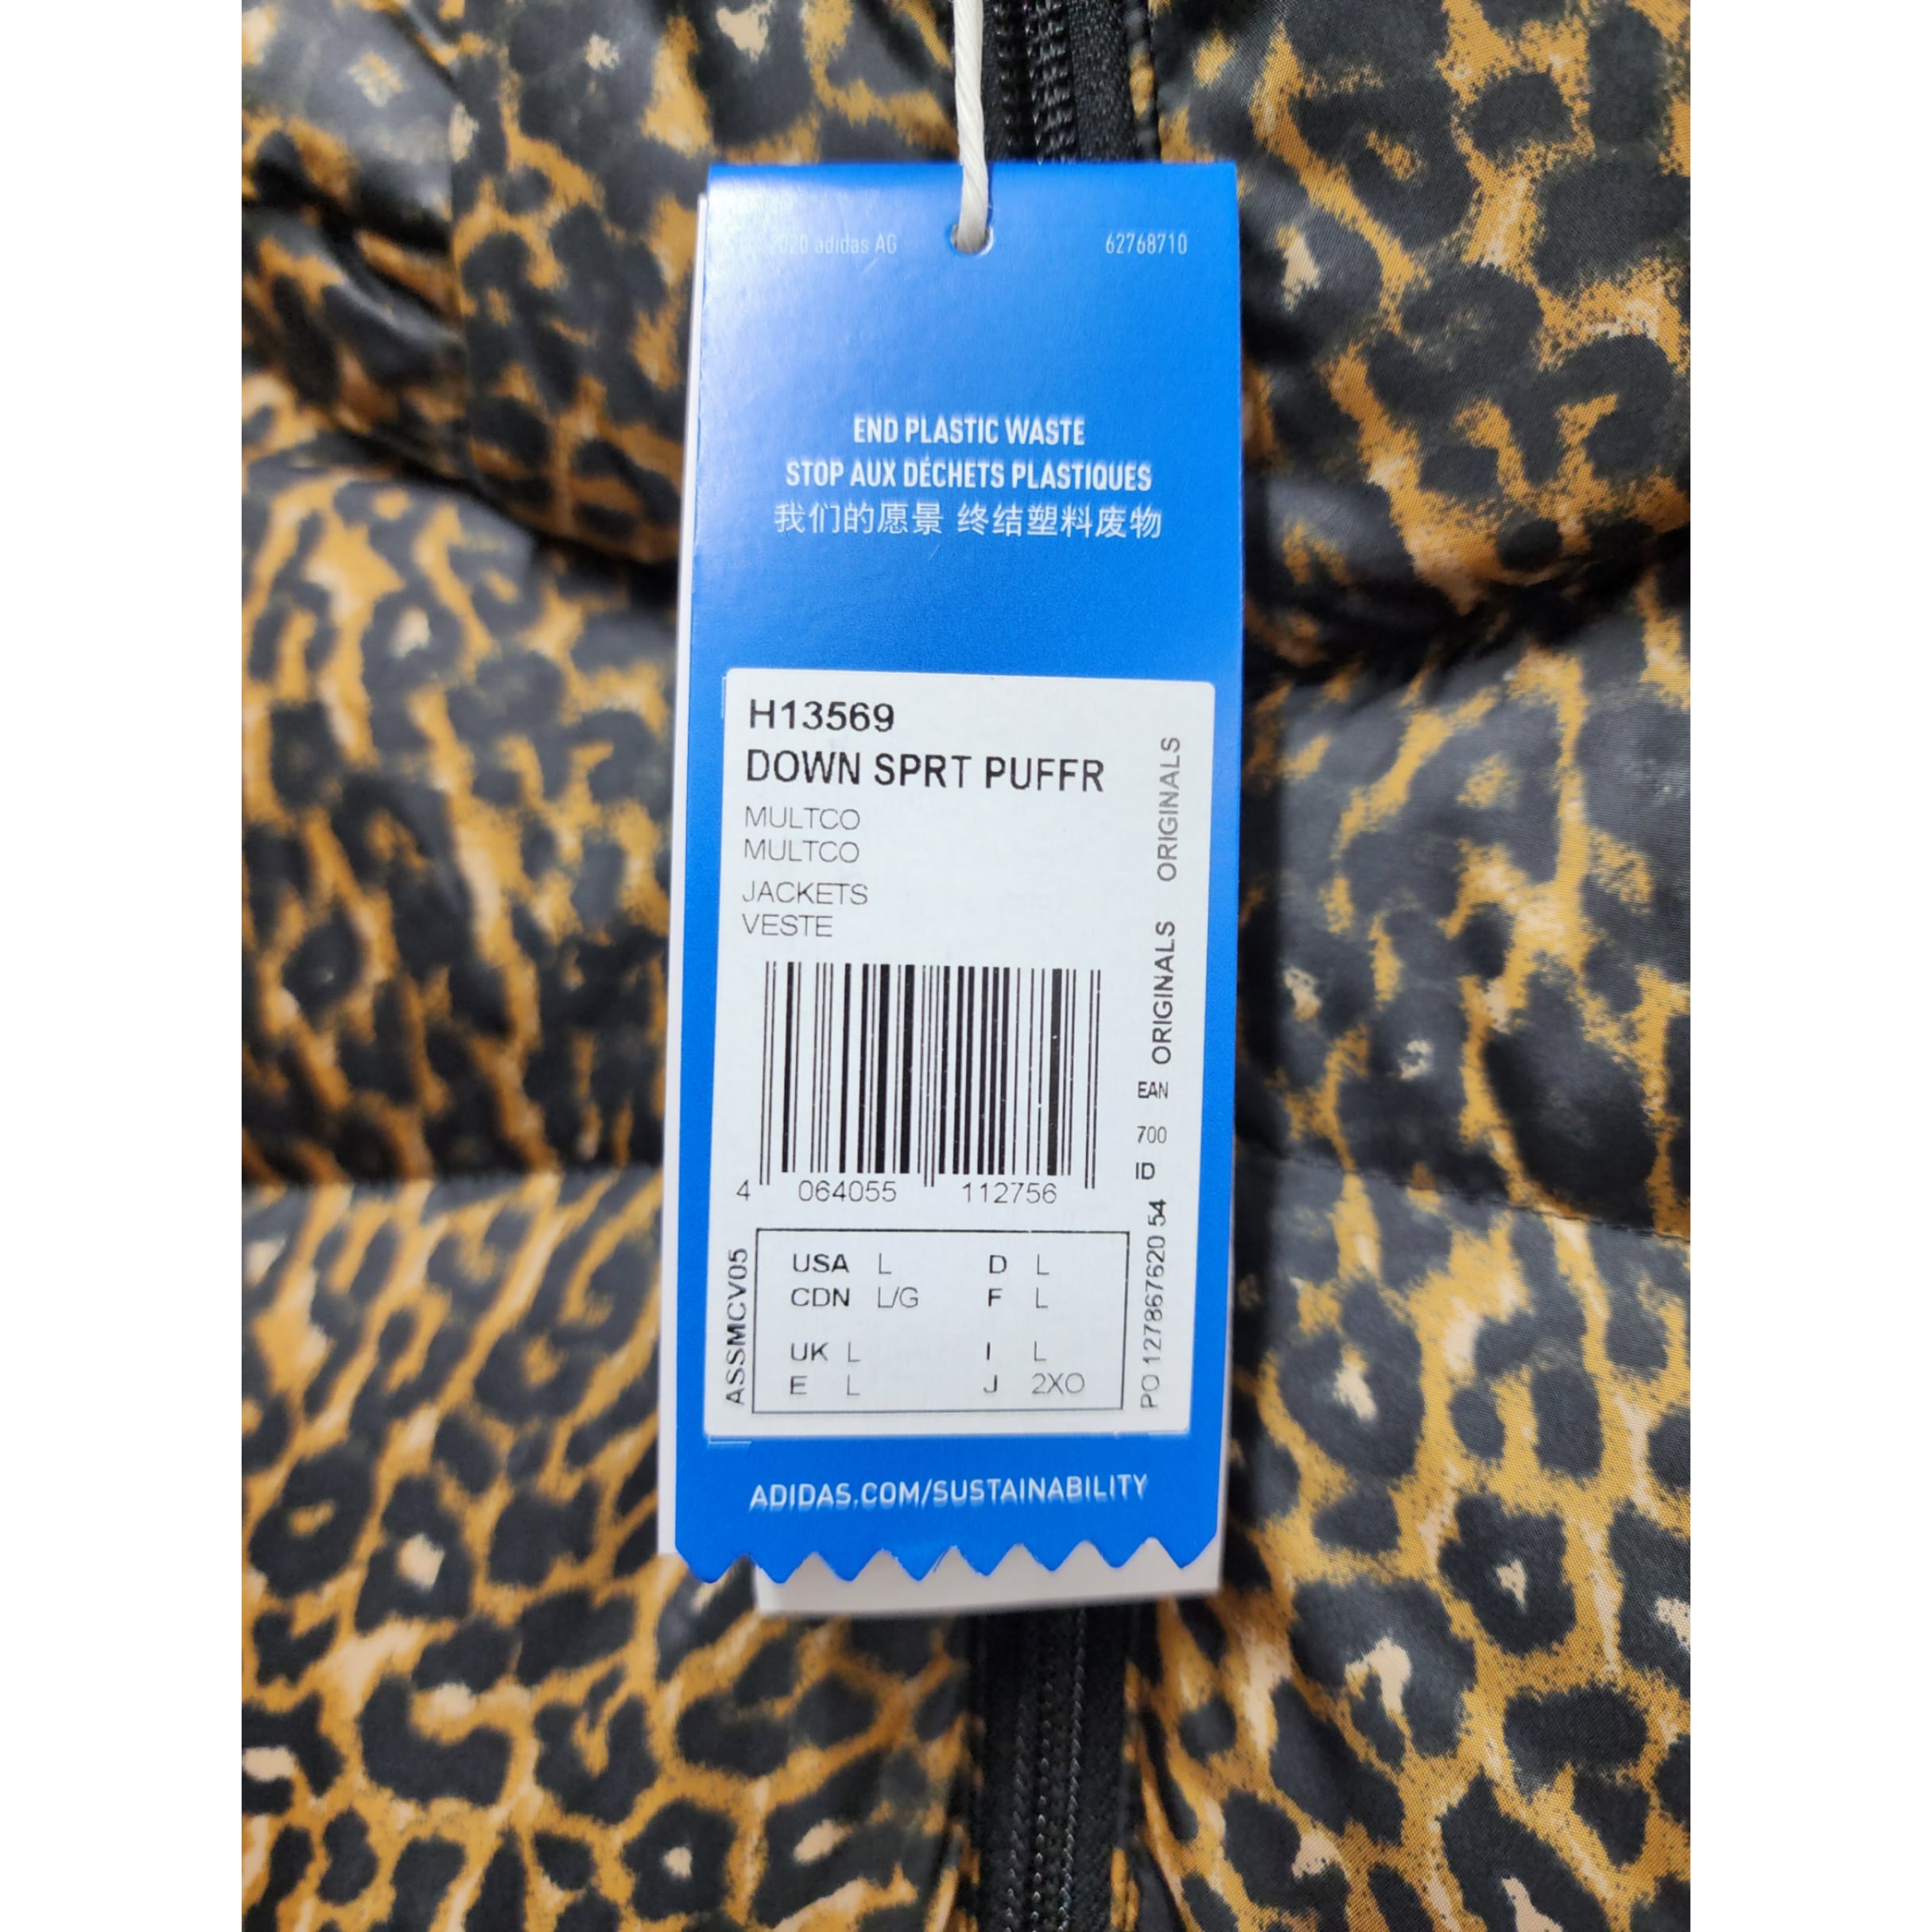 2020 adidas AG
62768710
END PLASTIC WASTE
STOP AUX DÉCHETS PLASTIQUES
我们的愿景 终结塑料废物
H13569
DOWN SPRT PUFFR
MULTCO
MULTCO
JACKETS
VESTE
ORIGINALS
ORIGINALS
EAN
700
ID
PO 127867620 54
4 064055 112756
ASSMCV05
USA L D L
CDN L/G F L
UK L I L
E L J 2XO
ADIDAS.COM/SUSTAINABILITY